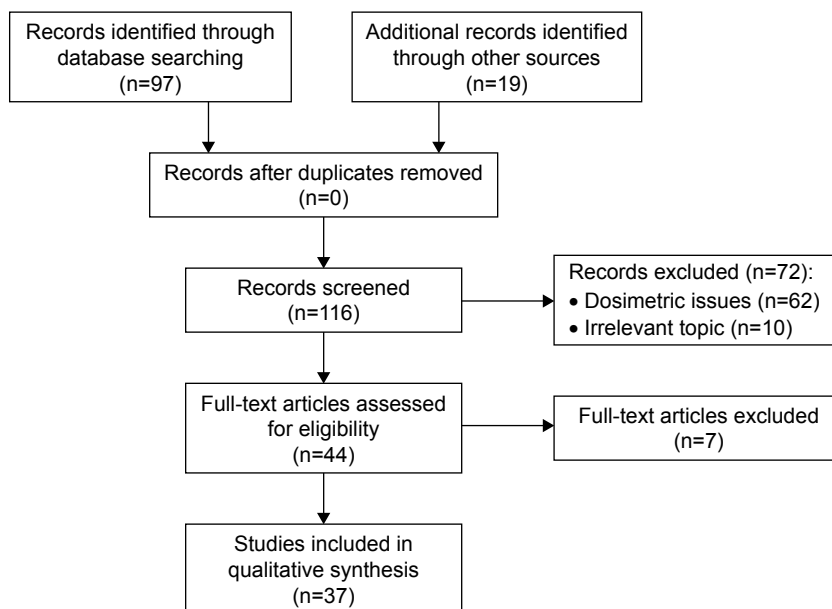 Records identified through
database searching
(n=97)
Additional records identified
through other sources
(n=19)
Records after duplicates removed
(n=0)
Records screened
(n=116)
Records excluded (n=72):
• Dosimetric issues (n=62)
• Irrelevant topic (n=10)
Full-text articles assessed
for eligibility
(n=44)
Full-text articles excluded
(n=7)
Studies included in
qualitative synthesis
(n=37)